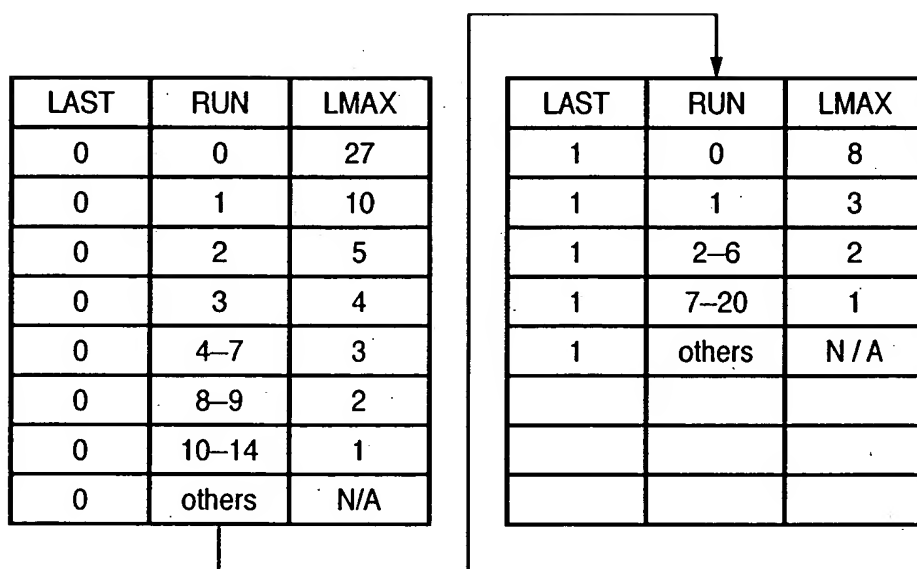 LAST RUN LMAX
0 0 27
0 1 10
0 2 5
0 3 4
0 4–7 3
0 8–9 2
0 10–14 1
0 others N/A
LAST RUN LMAX
1 0 8
1 1 3
1 2–6 2
1 7–20 1
1 others N/A